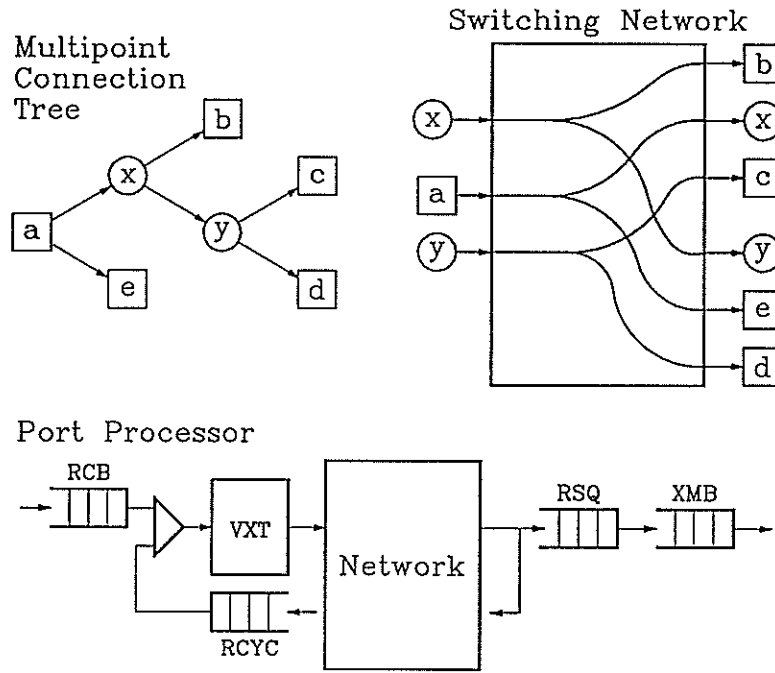 Multipoint
Connection
Tree
a
x
b
y
c
e
d
Switching Network
x
a
y
b
x
c
y
e
d
Port Processor
RCB
VXT
RCYC
Network
RSQ
XMB